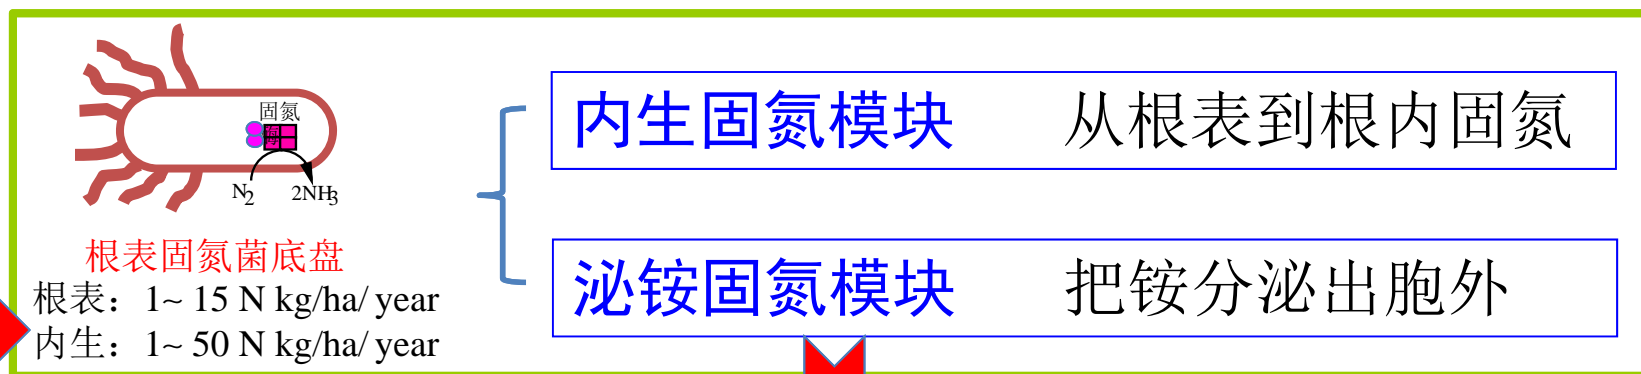 固氮
酶
N2
2NH3
根表固氮菌底盘
根表：1~ 15 N kg/ha/ year
内生：1~ 50 N kg/ha/ year
内生固氮模块 从根表到根内固氮
泌铵固氮模块 把铵分泌出胞外